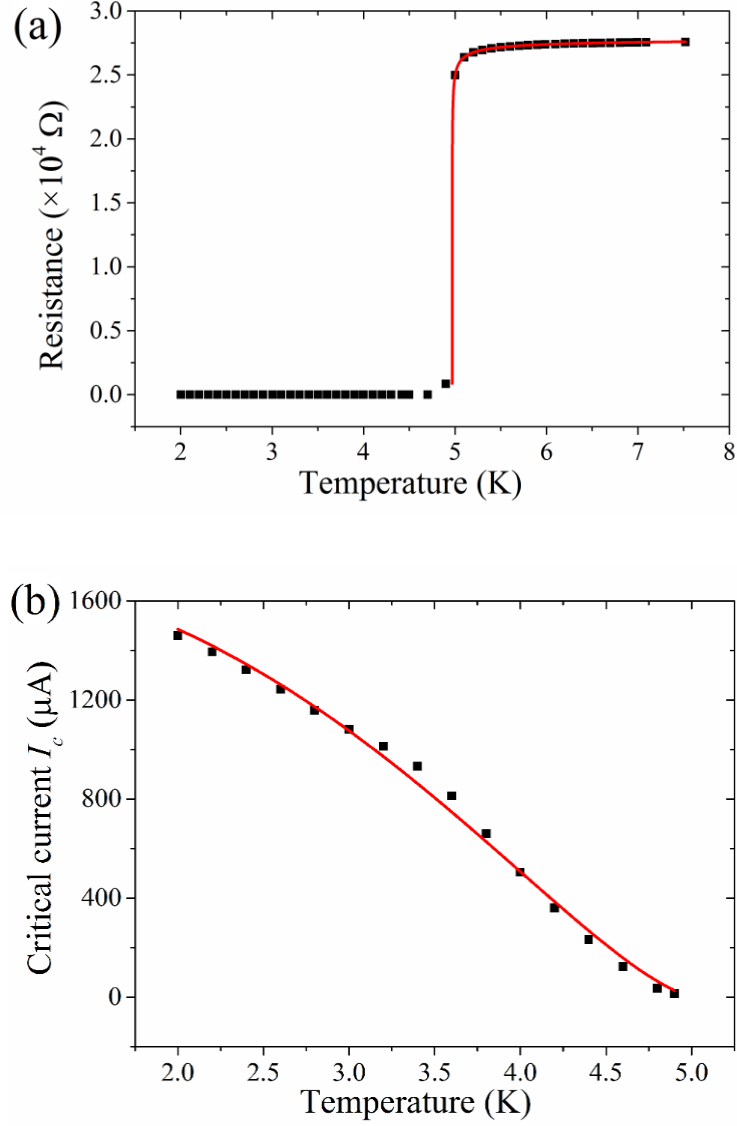 (a)
3.0
2.5
2.0
1.5
1.0
0.5
0.0
Resistance (×10⁴ Ω)
2 3 4 5 6 7 8
Temperature (K)
(b)
1600
1200
800
400
0
Critical current I_c (μA)
2.0 2.5 3.0 3.5 4.0 4.5 5.0
Temperature (K)